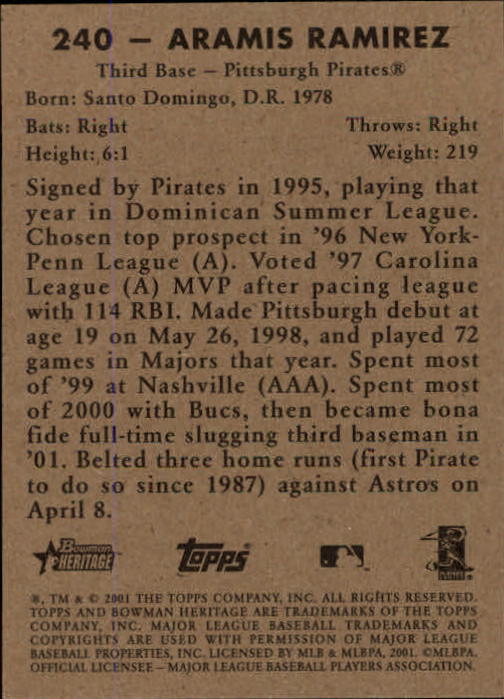 240 – ARAMIS RAMIREZ
Third Base – Pittsburgh Pirates®
Born: Santo Domingo, D.R. 1978
Bats: Right Throws: Right
Height: 6:1 Weight: 219
Signed by Pirates in 1995, playing that
year in Dominican Summer League.
Chosen top prospect in '96 New York-
Penn League (A). Voted '97 Carolina
League (A) MVP after pacing league
with 114 RBI. Made Pittsburgh debut at
age 19 on May 26, 1998, and played 72
games in Majors that year. Spent most
of '99 at Nashville (AAA). Spent most
of 2000 with Bucs, then became bona
fide full-time slugging third baseman in
'01. Belted three home runs (first Pirate
to do so since 1987) against Astros on
April 8.
Bowman HERITAGE Topps
®, TM & © 2001 THE TOPPS COMPANY, INC. ALL RIGHTS RESERVED.
TOPPS AND BOWMAN HERITAGE ARE TRADEMARKS OF THE TOPPS
COMPANY, INC. MAJOR LEAGUE BASEBALL TRADEMARKS AND
COPYRIGHTS ARE USED WITH PERMISSION OF MAJOR LEAGUE
BASEBALL PROPERTIES, INC. LICENSED BY MLB & MLBPA, 2001. ©MLBPA.
OFFICIAL LICENSEE – MAJOR LEAGUE BASEBALL PLAYERS ASSOCIATION.